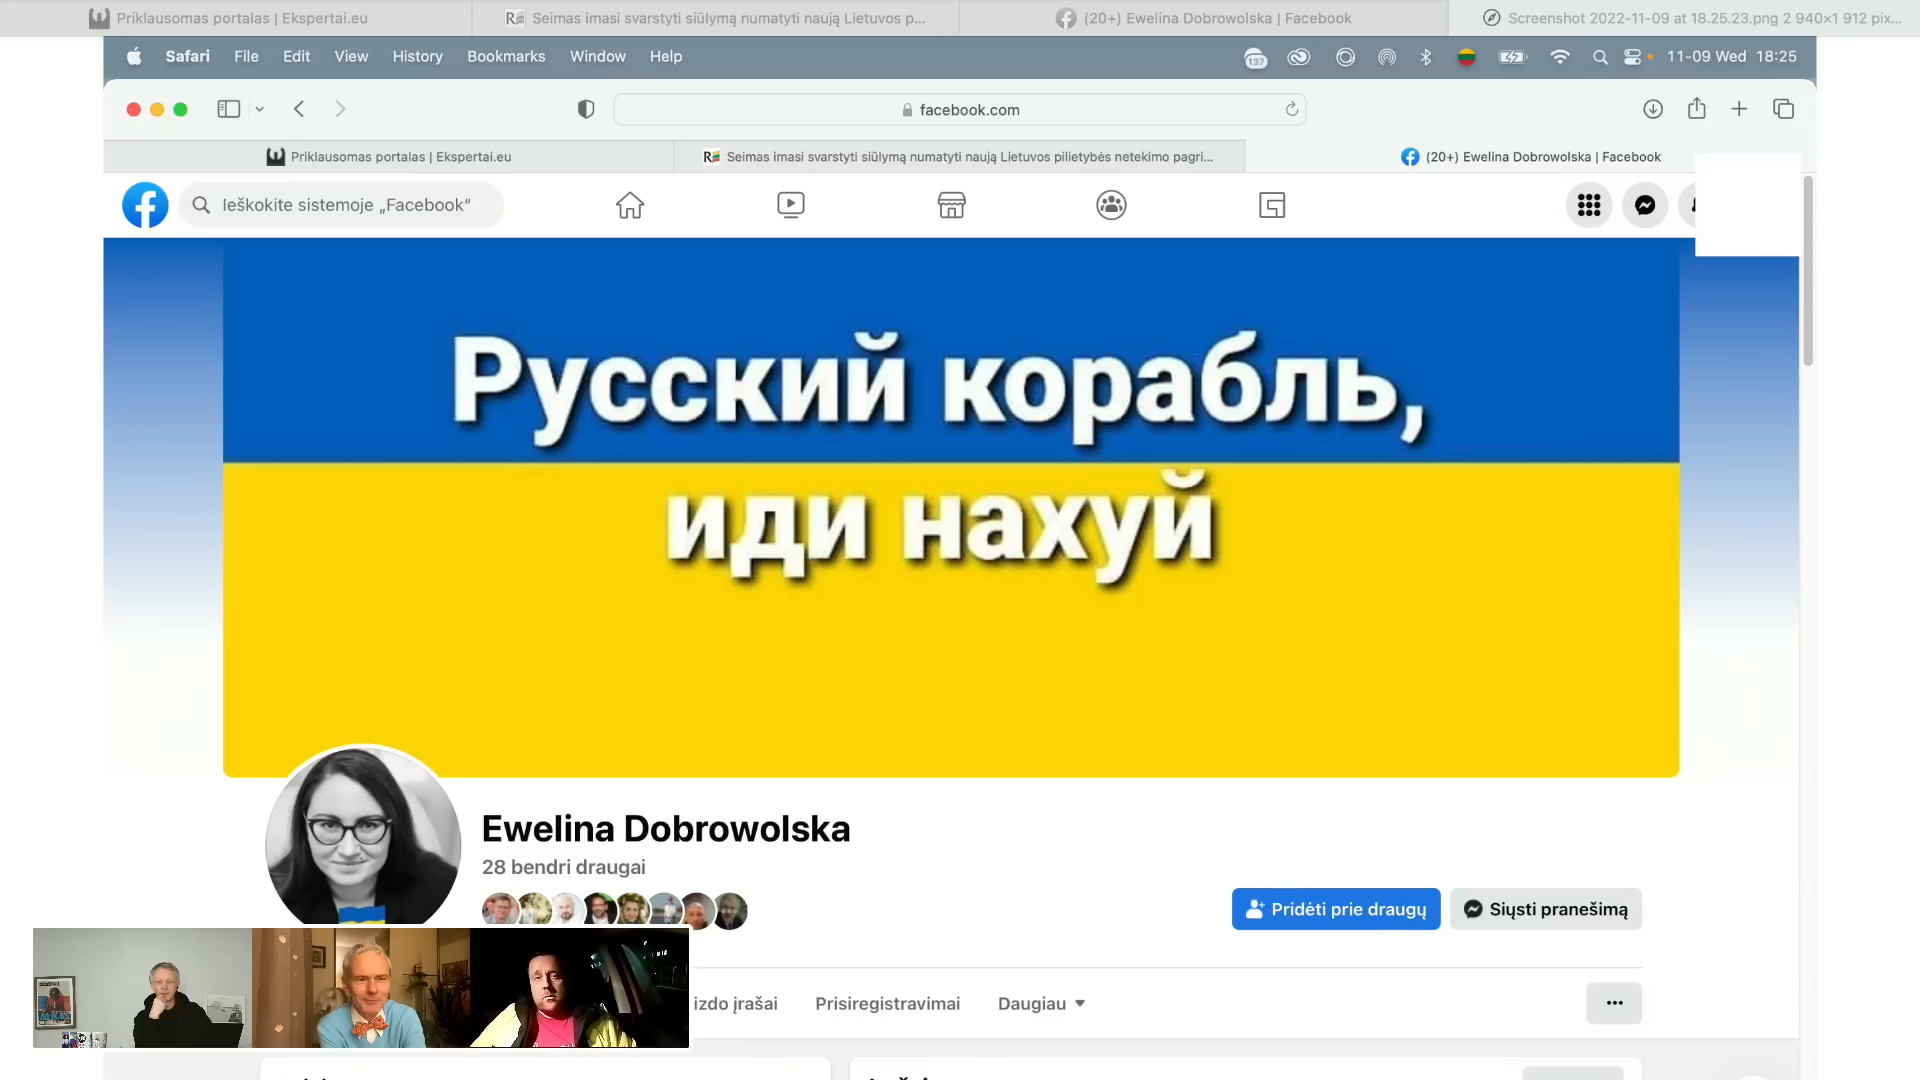 Priklausomas portalas | Ekspertai.eu
Seimas imasi svarstyti siūlymą numatyti naują Lietuvos p...
(20+) Ewelina Dobrowolska | Facebook
Screenshot 2022-11-09 at 18.25.23.png 2 940×1 912 pix...
Safari File Edit View History Bookmarks Window Help
137
11-09 Wed 18:25
facebook.com
Priklausomas portalas | Ekspertai.eu
Seimas imasi svarstyti siūlymą numatyti naują Lietuvos pilietybės netekimo pagri...
(20+) Ewelina Dobrowolska | Facebook
Ieškokite sistemoje „Facebook“
Русский корабль,
иди нахуй
Ewelina Dobrowolska
28 bendri draugai
Pridėti prie draugų
Siųsti pranešimą
izdo įrašai
Prisiregistravimai
Daugiau